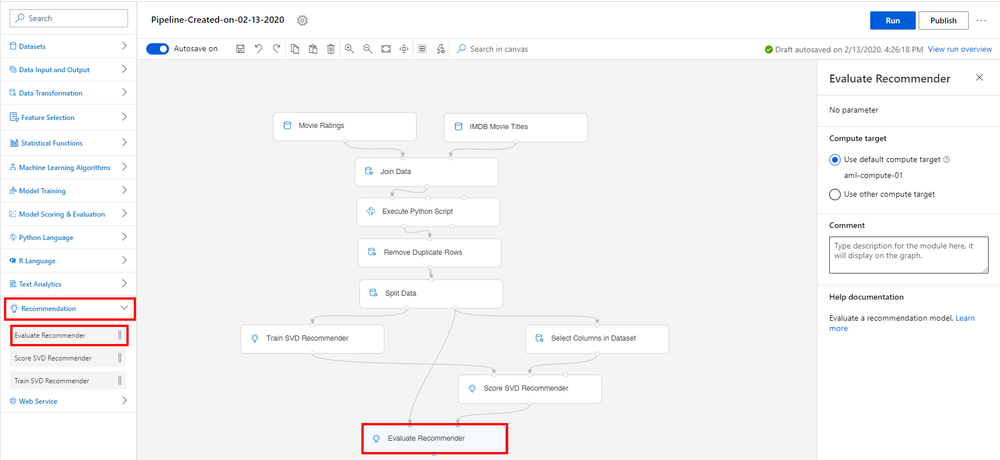 Search
Datasets
Data Input and Output
Data Transformation
Feature Selection
Statistical Functions
Machine Learning Algorithms
Model Training
Model Scoring & Evaluation
Python Language
R Language
Text Analytics
Recommendation
Evaluate Recommender
Score SVD Recommender
Train SVD Recommender
Web Service
Pipeline-Created-on-02-13-2020
Run
Publish
Autosave on
Search in canvas
Draft autosaved on 2/13/2020, 4:26:18 PM View run overview
Movie Ratings
IMDB Movie Titles
Join Data
Execute Python Script
Remove Duplicate Rows
Split Data
Train SVD Recommender
Select Columns in Dataset
Score SVD Recommender
Evaluate Recommender
Evaluate Recommender
No parameter
Compute target
Use default compute target
aml-compute-01
Use other compute target
Comment
Type description for the module here, it
will display on the graph.
Help documentation
Evaluate a recommendation model. Learn
more